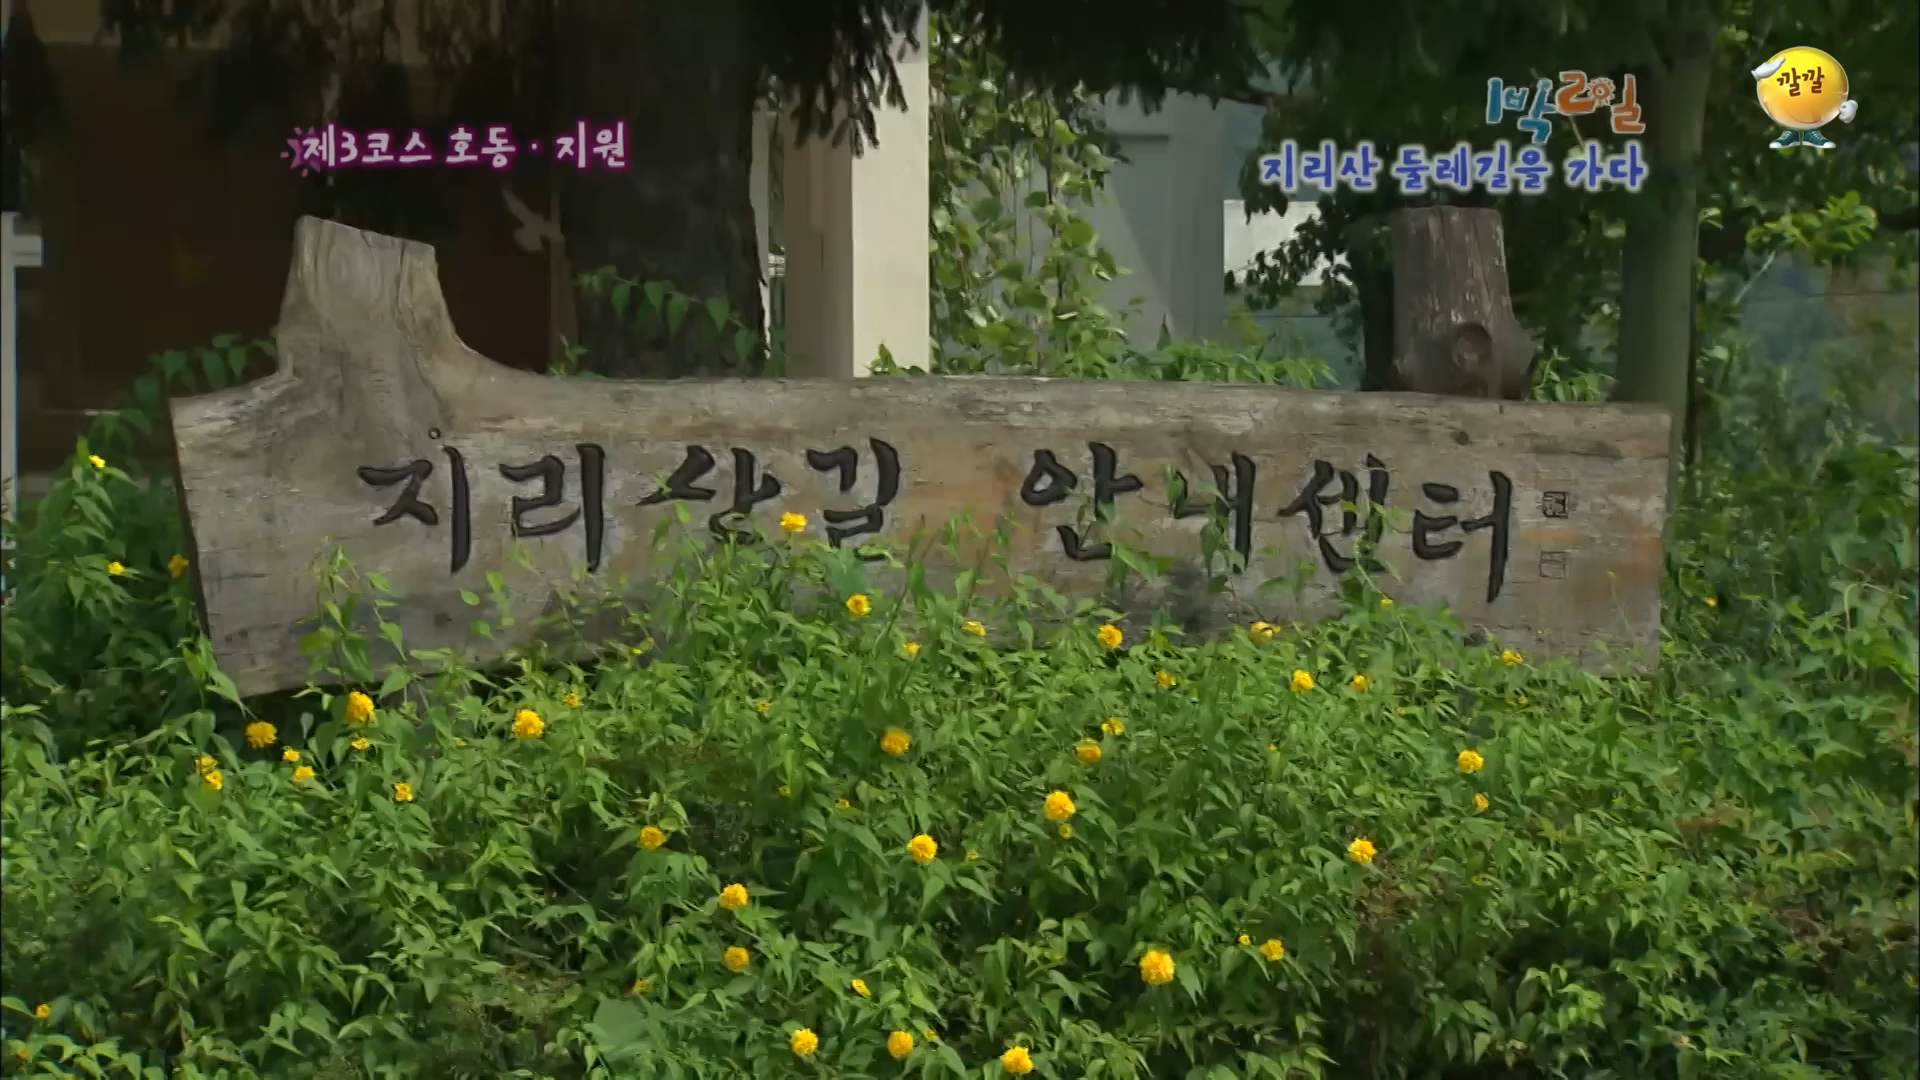 제3코스 호동·지원
1박2일
지리산 둘레길을 가다
깔깔
지리산길 안내센터